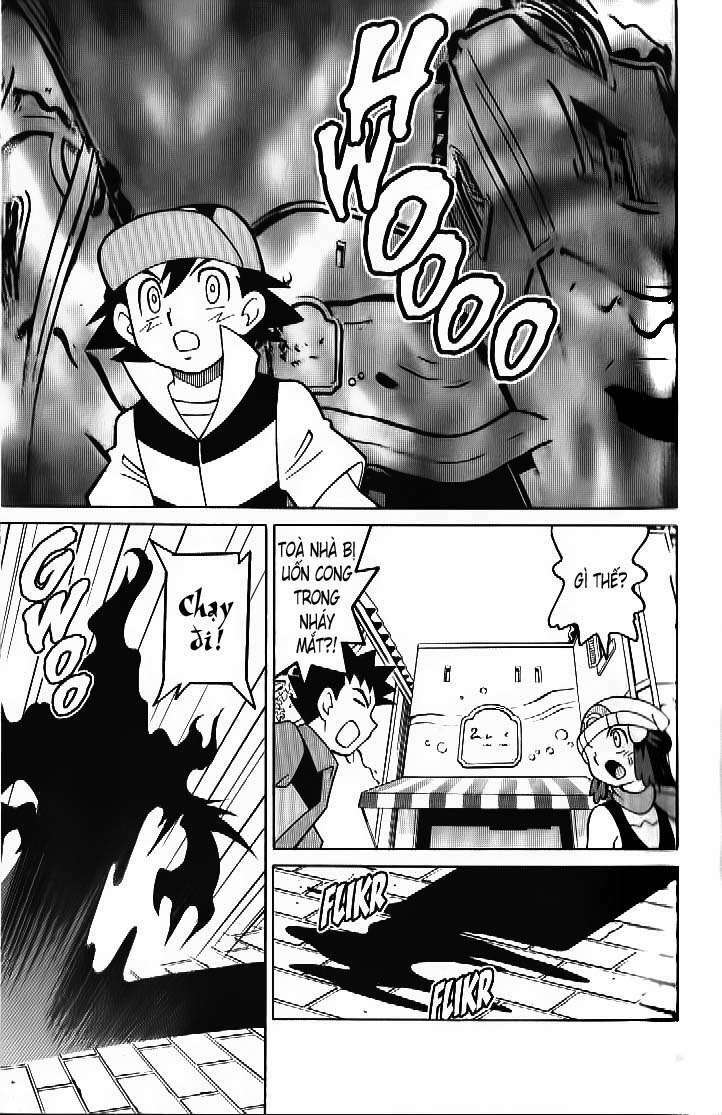 HWOOOO
GÌ THẾ?
TOÀ NHÀ BỊ
UỐN CONG
TRONG
NHÁY
MẮT?!
FLIKR
FLIKR
Chạy
đi!
GWOO